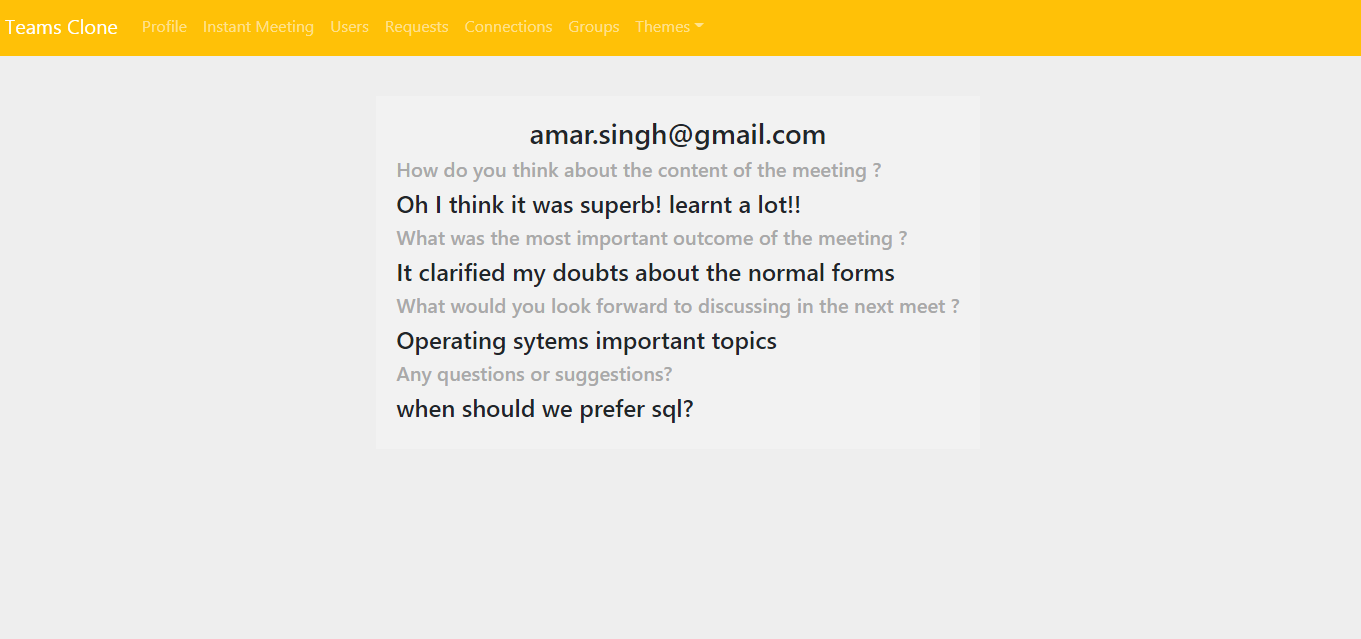 Teams Clone Profile Instant Meeting Users Requests Connections Groups Themes
amar.singh@gmail.com
How do you think about the content of the meeting ?
Oh I think it was superb! learnt a lot!!
What was the most important outcome of the meeting ?
It clarified my doubts about the normal forms
What would you look forward to discussing in the next meet ?
Operating sytems important topics
Any questions or suggestions?
when should we prefer sql?